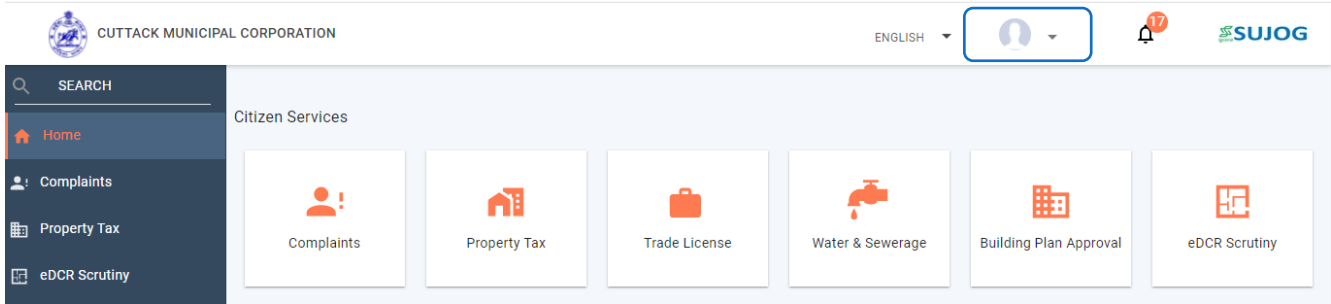 CUTTACK MUNICIPAL CORPORATION
ENGLISH
17
SUJOG
SEARCH
Home
Complaints
Property Tax
eDCR Scrutiny
Citizen Services
Complaints
Property Tax
Trade License
Water & Sewerage
Building Plan Approval
eDCR Scrutiny